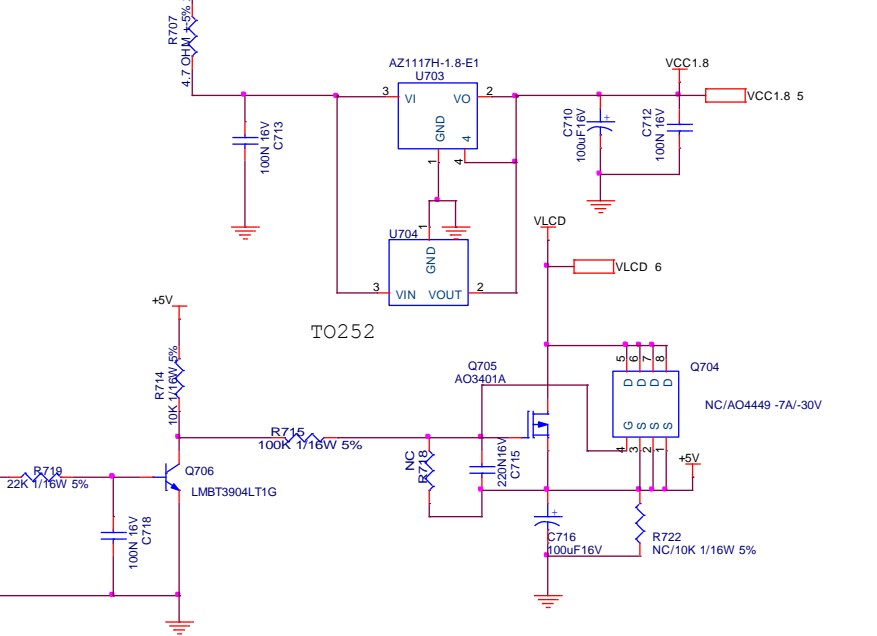 R707
4.7 OHM +-5%
AZ1117H-1.8-E1
U703
3
VI
VO
2
GND
4
1
4
100N 16V
C713
C710
100uF16V
+
C712
100N 16V
VCC1.8
VCC1.8 5
U704
1
GND
3
VIN
VOUT
2
TO252
VLCD
VLCD 6
+5V
R714
10K 1/16W 5%
R715
100K 1/16W 5%
R719
22K 1/16W 5%
Q706
LMBT3904LT1G
100N 16V
C718
NC
R718
220N16V
C715
Q705
AO3401A
5
6
7
8
D
D
D
D
Q704
NC/AO4449 -7A/-30V
G
S
S
S
4
3
2
1
+5V
+
C716
100uF16V
R722
NC/10K 1/16W 5%